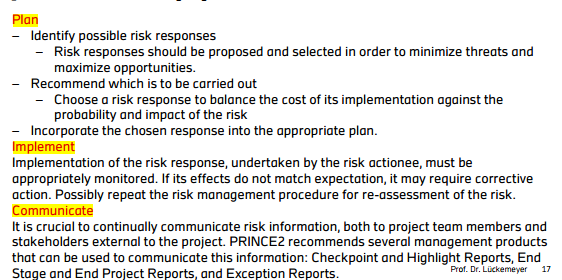 Plan
– Identify possible risk responses
– Risk responses should be proposed and selected in order to minimize threats and
maximize opportunities.
– Recommend which is to be carried out
– Choose a risk response to balance the cost of its implementation against the
probability and impact of the risk
– Incorporate the chosen response into the appropriate plan.
Implement
Implementation of the risk response, undertaken by the risk actionee, must be
appropriately monitored. If its effects do not match expectation, it may require corrective
action. Possibly repeat the risk management procedure for re-assessment of the risk.
Communicate
It is crucial to continually communicate risk information, both to project team members and
stakeholders external to the project. PRINCE2 recommends several management products
that can be used to communicate this information: Checkpoint and Highlight Reports, End
Stage and End Project Reports, and Exception Reports.
Prof. Dr. Lückemeyer 17